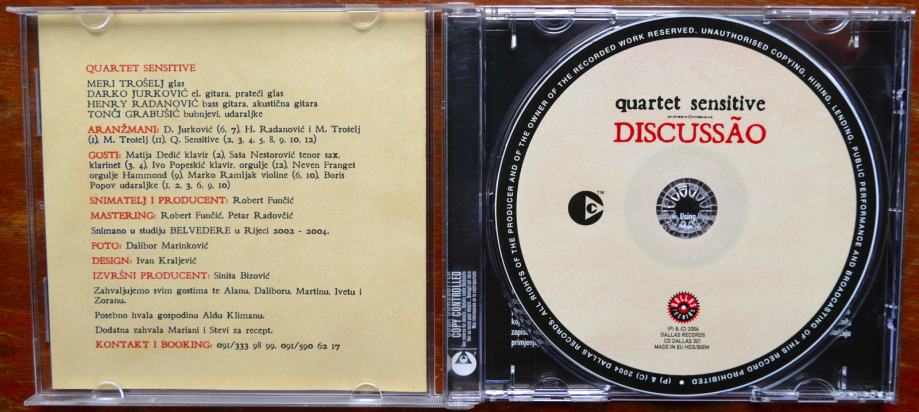 QUARTET SENSITIVE
MERI TROŠELJ glas
DARKO JURKOVIĆ el. gitara, prateći glas
HENRY RADANOVIĆ bass gitara, akustična gitara
TONČI GRABUŠIĆ bubnjevi, udaraljke
ARANŽMANI: D. Jurković (6, 7), H. Radanović i M. Trošelj
(1), M. Trošelj (11), Q. Sensitive (2, 3, 4, 5, 8, 9, 10, 12)
GOSTI: Matija Dedić klavir (2), Saša Nestorović tenor sax,
klarinet (3, 4), Ivo Popeskić klavir, orgulje (12), Neven Frangeš
orgulje Hammond (9), Marko Ramljak violine (6, 10), Boris
Popov udaraljke (1, 2, 3, 6, 9, 10)
SNIMATELJ I PRODUCENT: Robert Funčić
MASTERING: Robert Funčić, Petar Radovčić
Snimano u studiju BELVEDERE u Rijeci 2002 - 2004.
FOTO: Dalibor Marinković
DESIGN: Ivan Kraljević
IZVRŠNI PRODUCENT: Siniša Bizović
Zahvaljujemo svim gostima te Alanu, Daliboru, Martinu, Ivetu i
Zoranu.
Posebno hvala gospodinu Aldu Klimanu.
Dodatna zahvala Mariani i Stevi za recept.
KONTAKT I BOOKING: 091/333 98 99, 091/590 62 17
COPY CONTROLLED
ALL RIGHTS OF THE PRODUCER AND OF THE OWNER OF THE RECORDED WORK RESERVED. UNAUTHORISED COPYING, HIRING, LENDING, PUBLIC PERFORMANCE AND BROADCASTING OF THIS RECORD PROHIBITED • (P) & (C) 2004 DALLAS RECORDS.
quartet sensitive
DISCUSSÃO
TM
Using
DALLAS
RECORDS
(P) & (C) 2004
DALLAS RECORDS
CD DALLAS 301
MADE IN EU HDS/BIEM
ko,
zapis
primjen